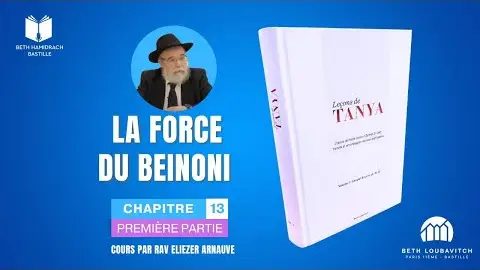 BETH HAMIDRACH
BASTILLE
LA FORCE
DU BEINONI
CHAPITRE 13
PREMIÈRE PARTIE
COURS PAR RAV ELIEZER ARNAUVE
Leçons de
TANYA
TANYA
BETH LOUBAVITCH
PARIS 11ÈME - BASTILLE